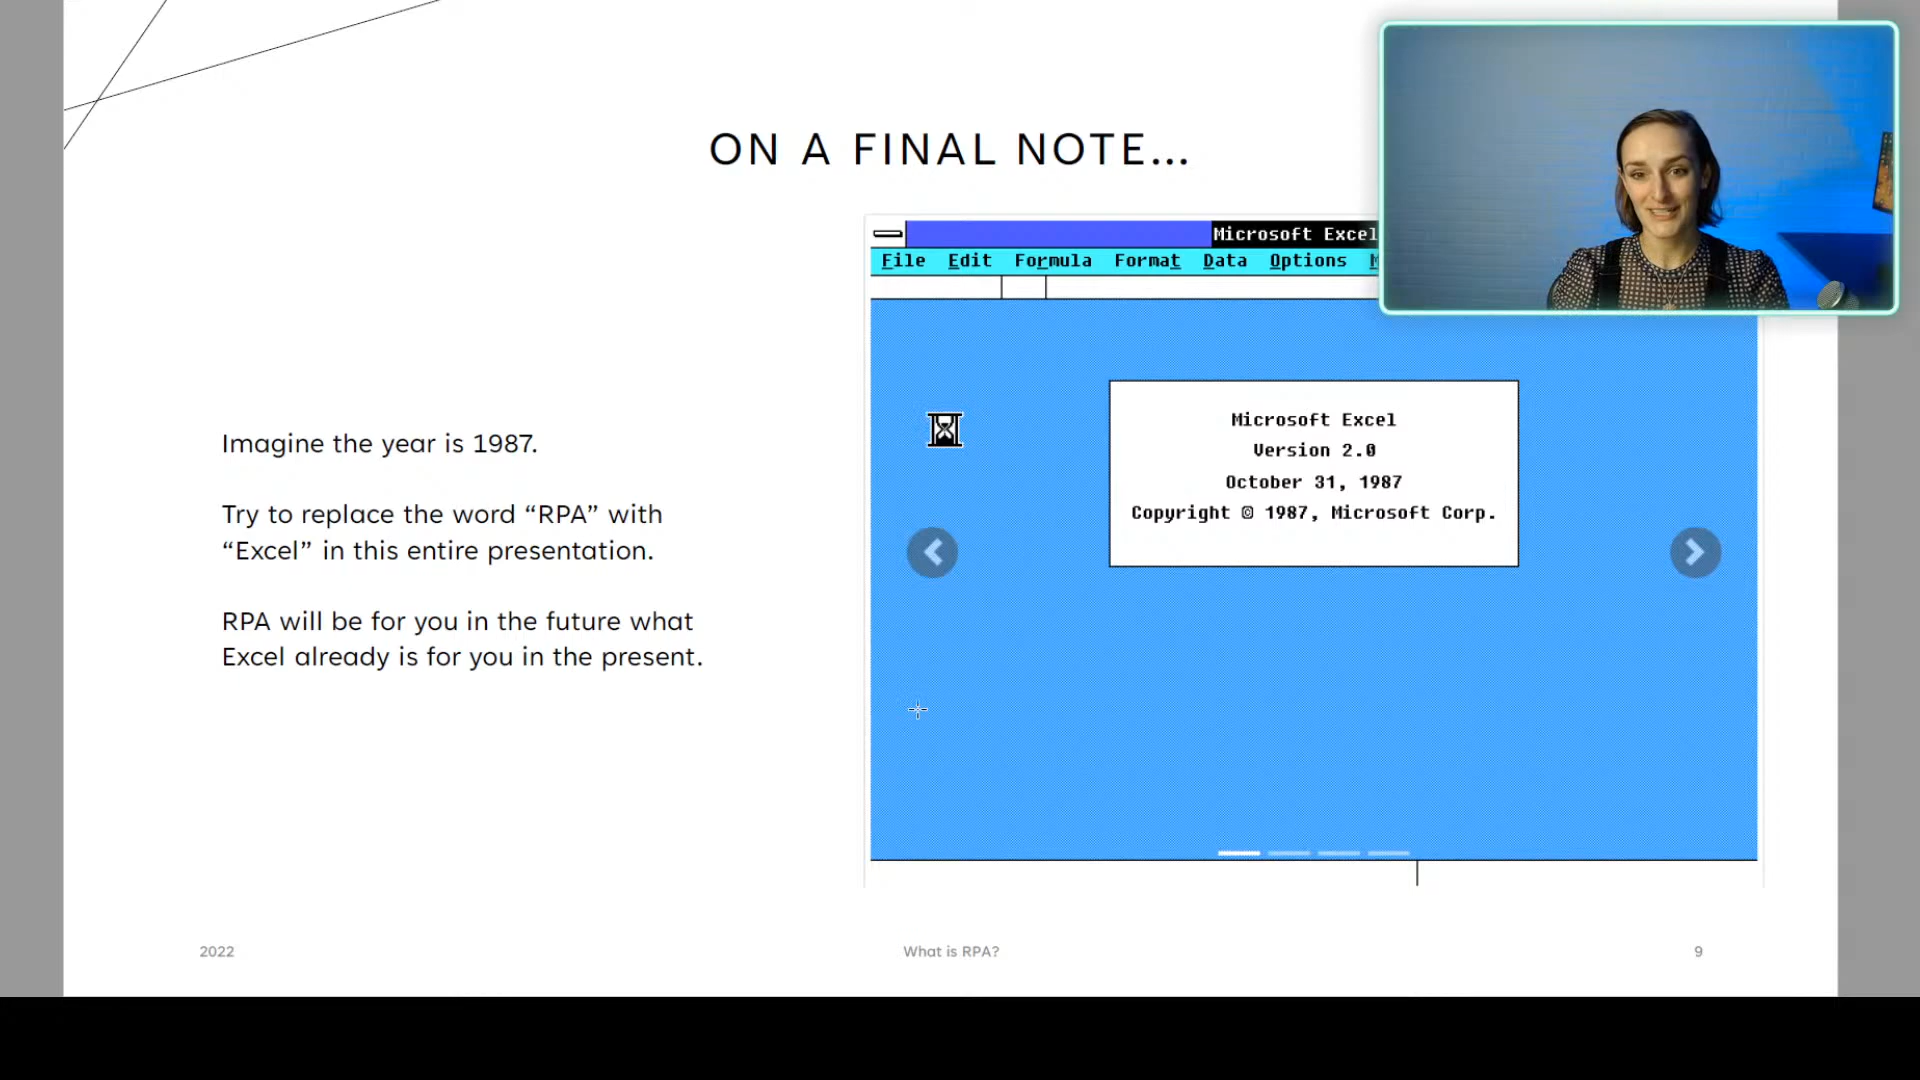 ON A FINAL NOTE...
Microsoft Excel
File Edit Formula Format Data Options M
Microsoft Excel
Version 2.0
October 31, 1987
Copyright © 1987, Microsoft Corp.
Imagine the year is 1987.
Try to replace the word “RPA” with
“Excel” in this entire presentation.
RPA will be for you in the future what
Excel already is for you in the present.
2022
What is RPA?
9